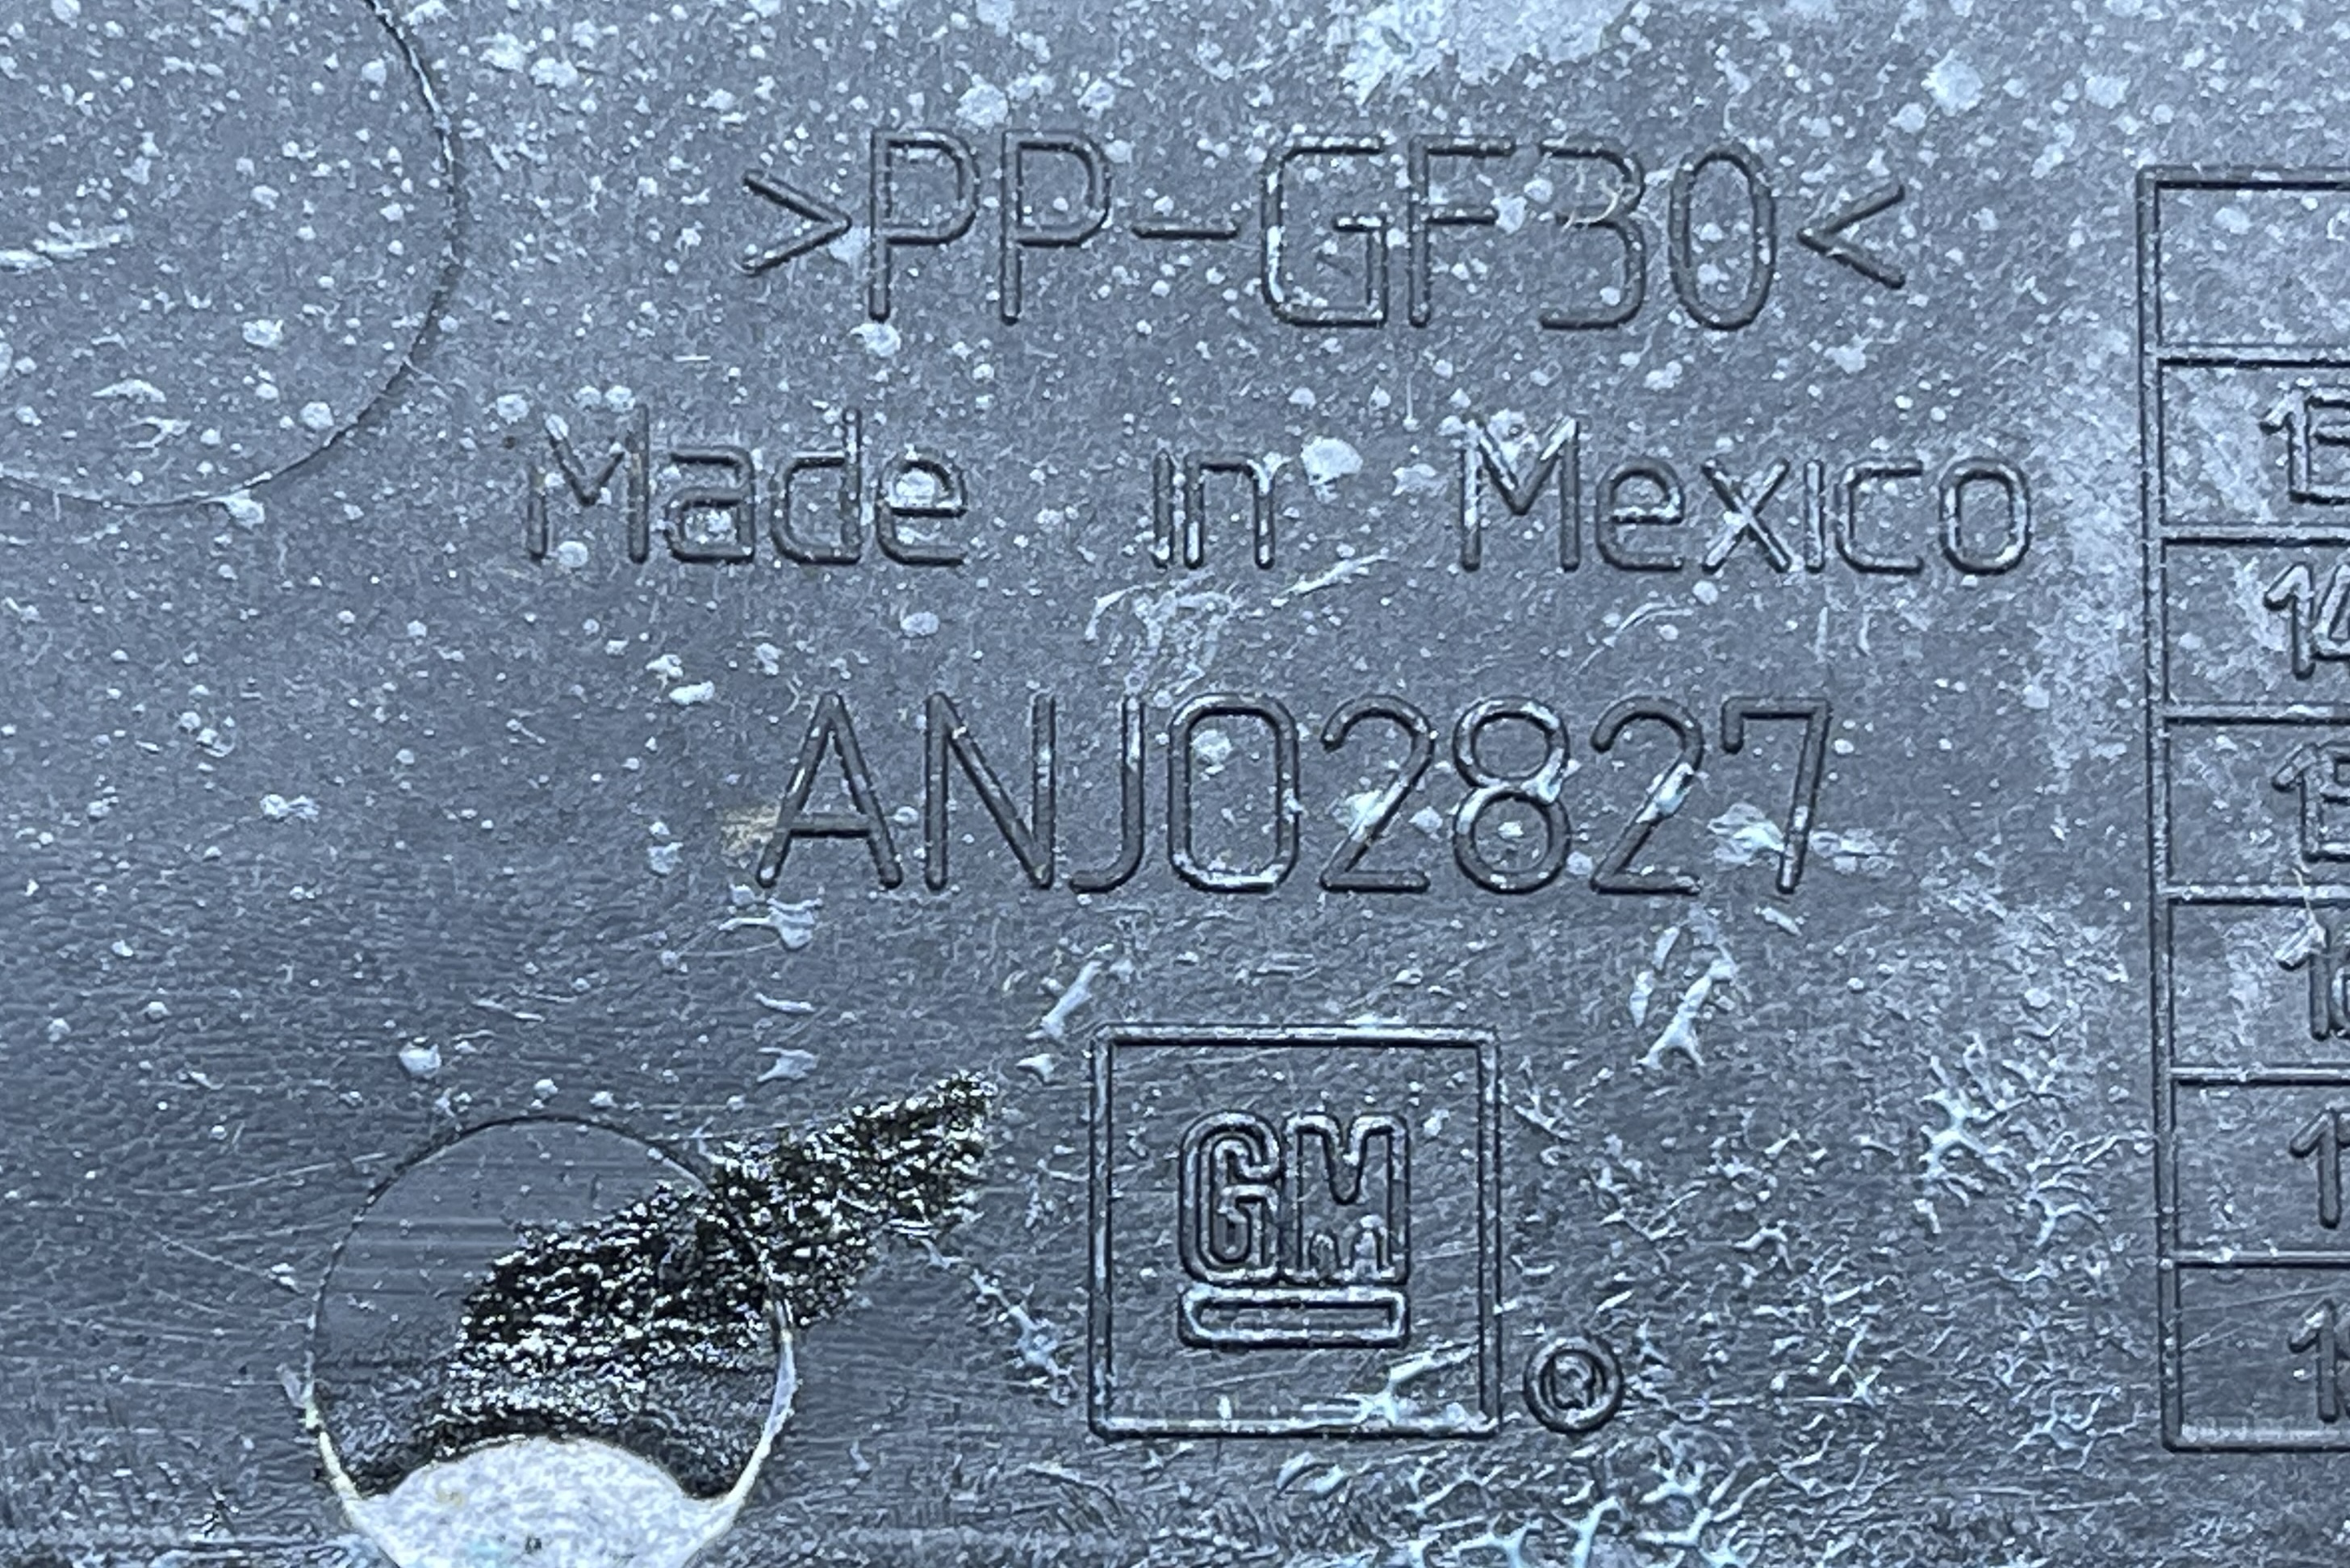 >PP-GF30<
Made in Mexico
ANJ02827
GM
®